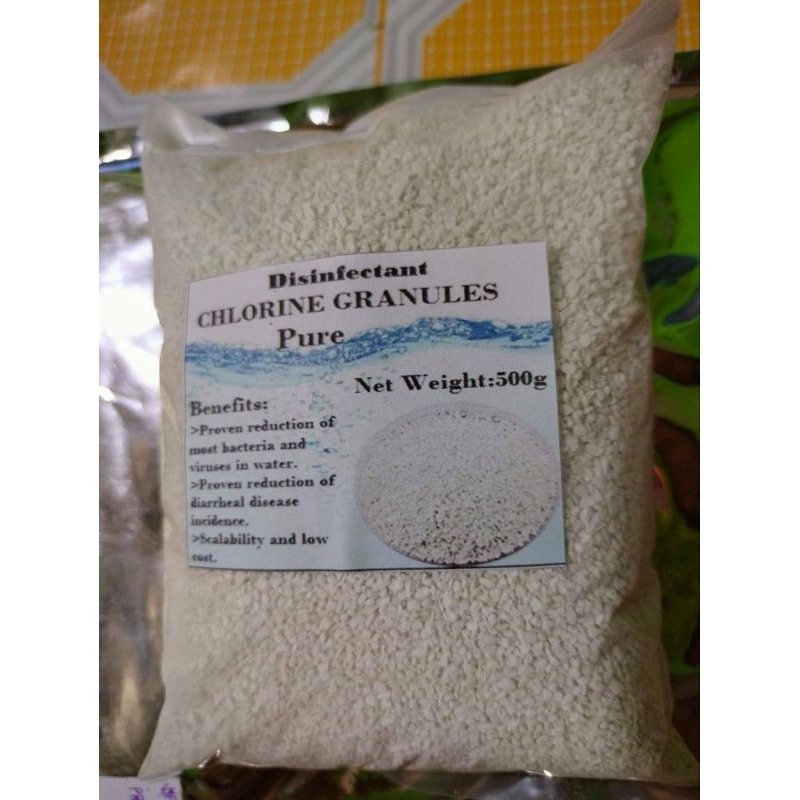 Disinfectant
CHLORINE GRANULES
Pure
Net Weight:500g
Benefits:
>Proven reduction of
most bacteria and
viruses in water.
>Proven reduction of
diarrheal disease
incidence.
>Scalability and low
cost.